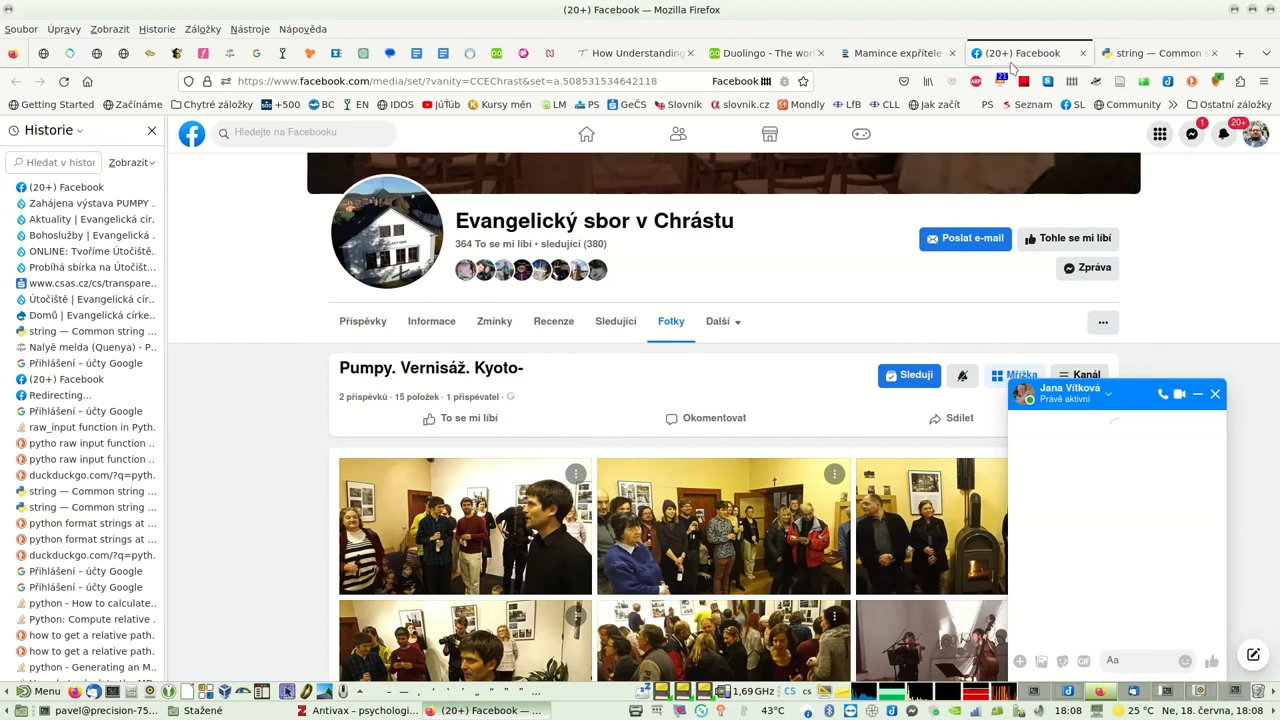 (20+) Facebook — Mozilla Firefox
Soubor Úpravy Zobrazit Historie Záložky Nástroje Nápověda
How Understanding Duolingo - The wor Mamince exšpítele (20+) Facebook string — Common s
https://www.facebook.com/media/set/?vanity=CCEChrast&set=a.508531534642118 Facebook 21
Getting Started Začínáme Chytré záložky +500 BC EN IDOS JúTůb Kursy měn LM PS GeČS Slovník slovnik.cz Mondly LfB CLL Jak začít PS Seznam SL Community Ostatní záložky
Historie
Hledat v histor Zobrazit
(20+) Facebook
Zahájena výstava PUMPY ...
Aktuality | Evangelická cír...
Bohoslužby | Evangelická ...
ONLINE: Tvoříme Útočiště...
Probíhá sbírka na Útočišt...
www.csas.cz/cs/transpare...
Útočiště | Evangelická cír...
Domů | Evangelická círke...
string — Common string ...
Nalyë melda (Quenya) - P...
Přihlášení – účty Google
(20+) Facebook
Redirecting...
Přihlášení – účty Google
raw_input function in Pyth...
pytho raw input function ...
pytho raw input function ...
duckduckgo.com/?q=pyth...
string — Common string ...
string — Common string ...
python format strings at ...
python format strings at ...
duckduckgo.com/?q=pyth...
Přihlášení – účty Google
Přihlášení – účty Google
python - How to calculate...
Python: Compute relative ...
how to get a relative path...
how to get a relative path...
python - Generating an M...
Hledejte na Facebooku
1
20+
Evangelický sbor v Chrástu
364 To se mi líbí • sledující (380)
Poslat e-mail Tohle se mi líbí
Zpráva
Příspěvky Informace Zmínky Recenze Sledující Fotky Další
Pumpy. Vernisáž. Kyoto-
2 příspěvků · 15 položek · 1 přispěvatel ·
Sleduji Mřížka Kanál
To se mi líbí Okomentovat Sdílet
Jana Vítková
Právě aktivní
GIF Aa
Menu 1,69 GHz CS cs
pavel@precision-75... Stažené Antivax – psychologi... (20+) Facebook — ... 43°C 18:08 25 °C Ne, 18. června, 18:08